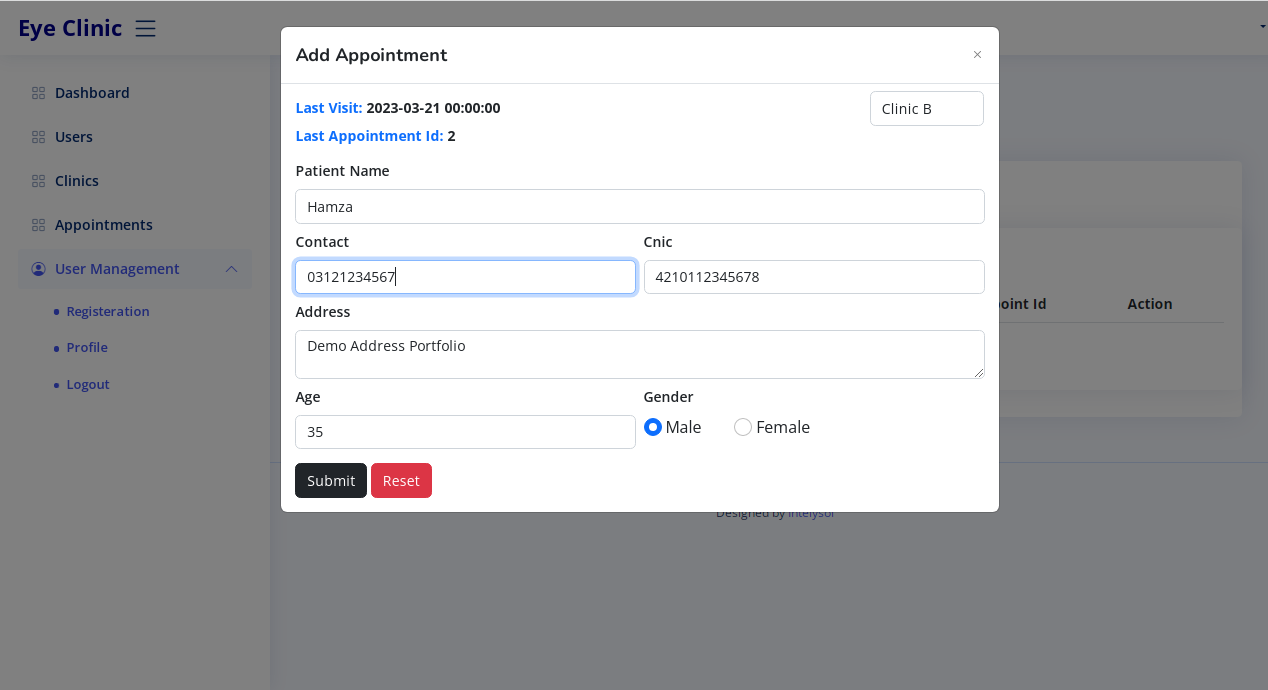 Eye Clinic
Add Appointment
×
Dashboard
Users
Clinics
Appointments
User Management
Registeration
Profile
Logout
Last Visit: 2023-03-21 00:00:00
Clinic B
Last Appointment Id: 2
Patient Name
Hamza
Contact Cnic
03121234567 4210112345678
Address
Demo Address Portfolio
Age Gender
35 Male Female
Submit Reset
Id Action
Designed by Intelysol